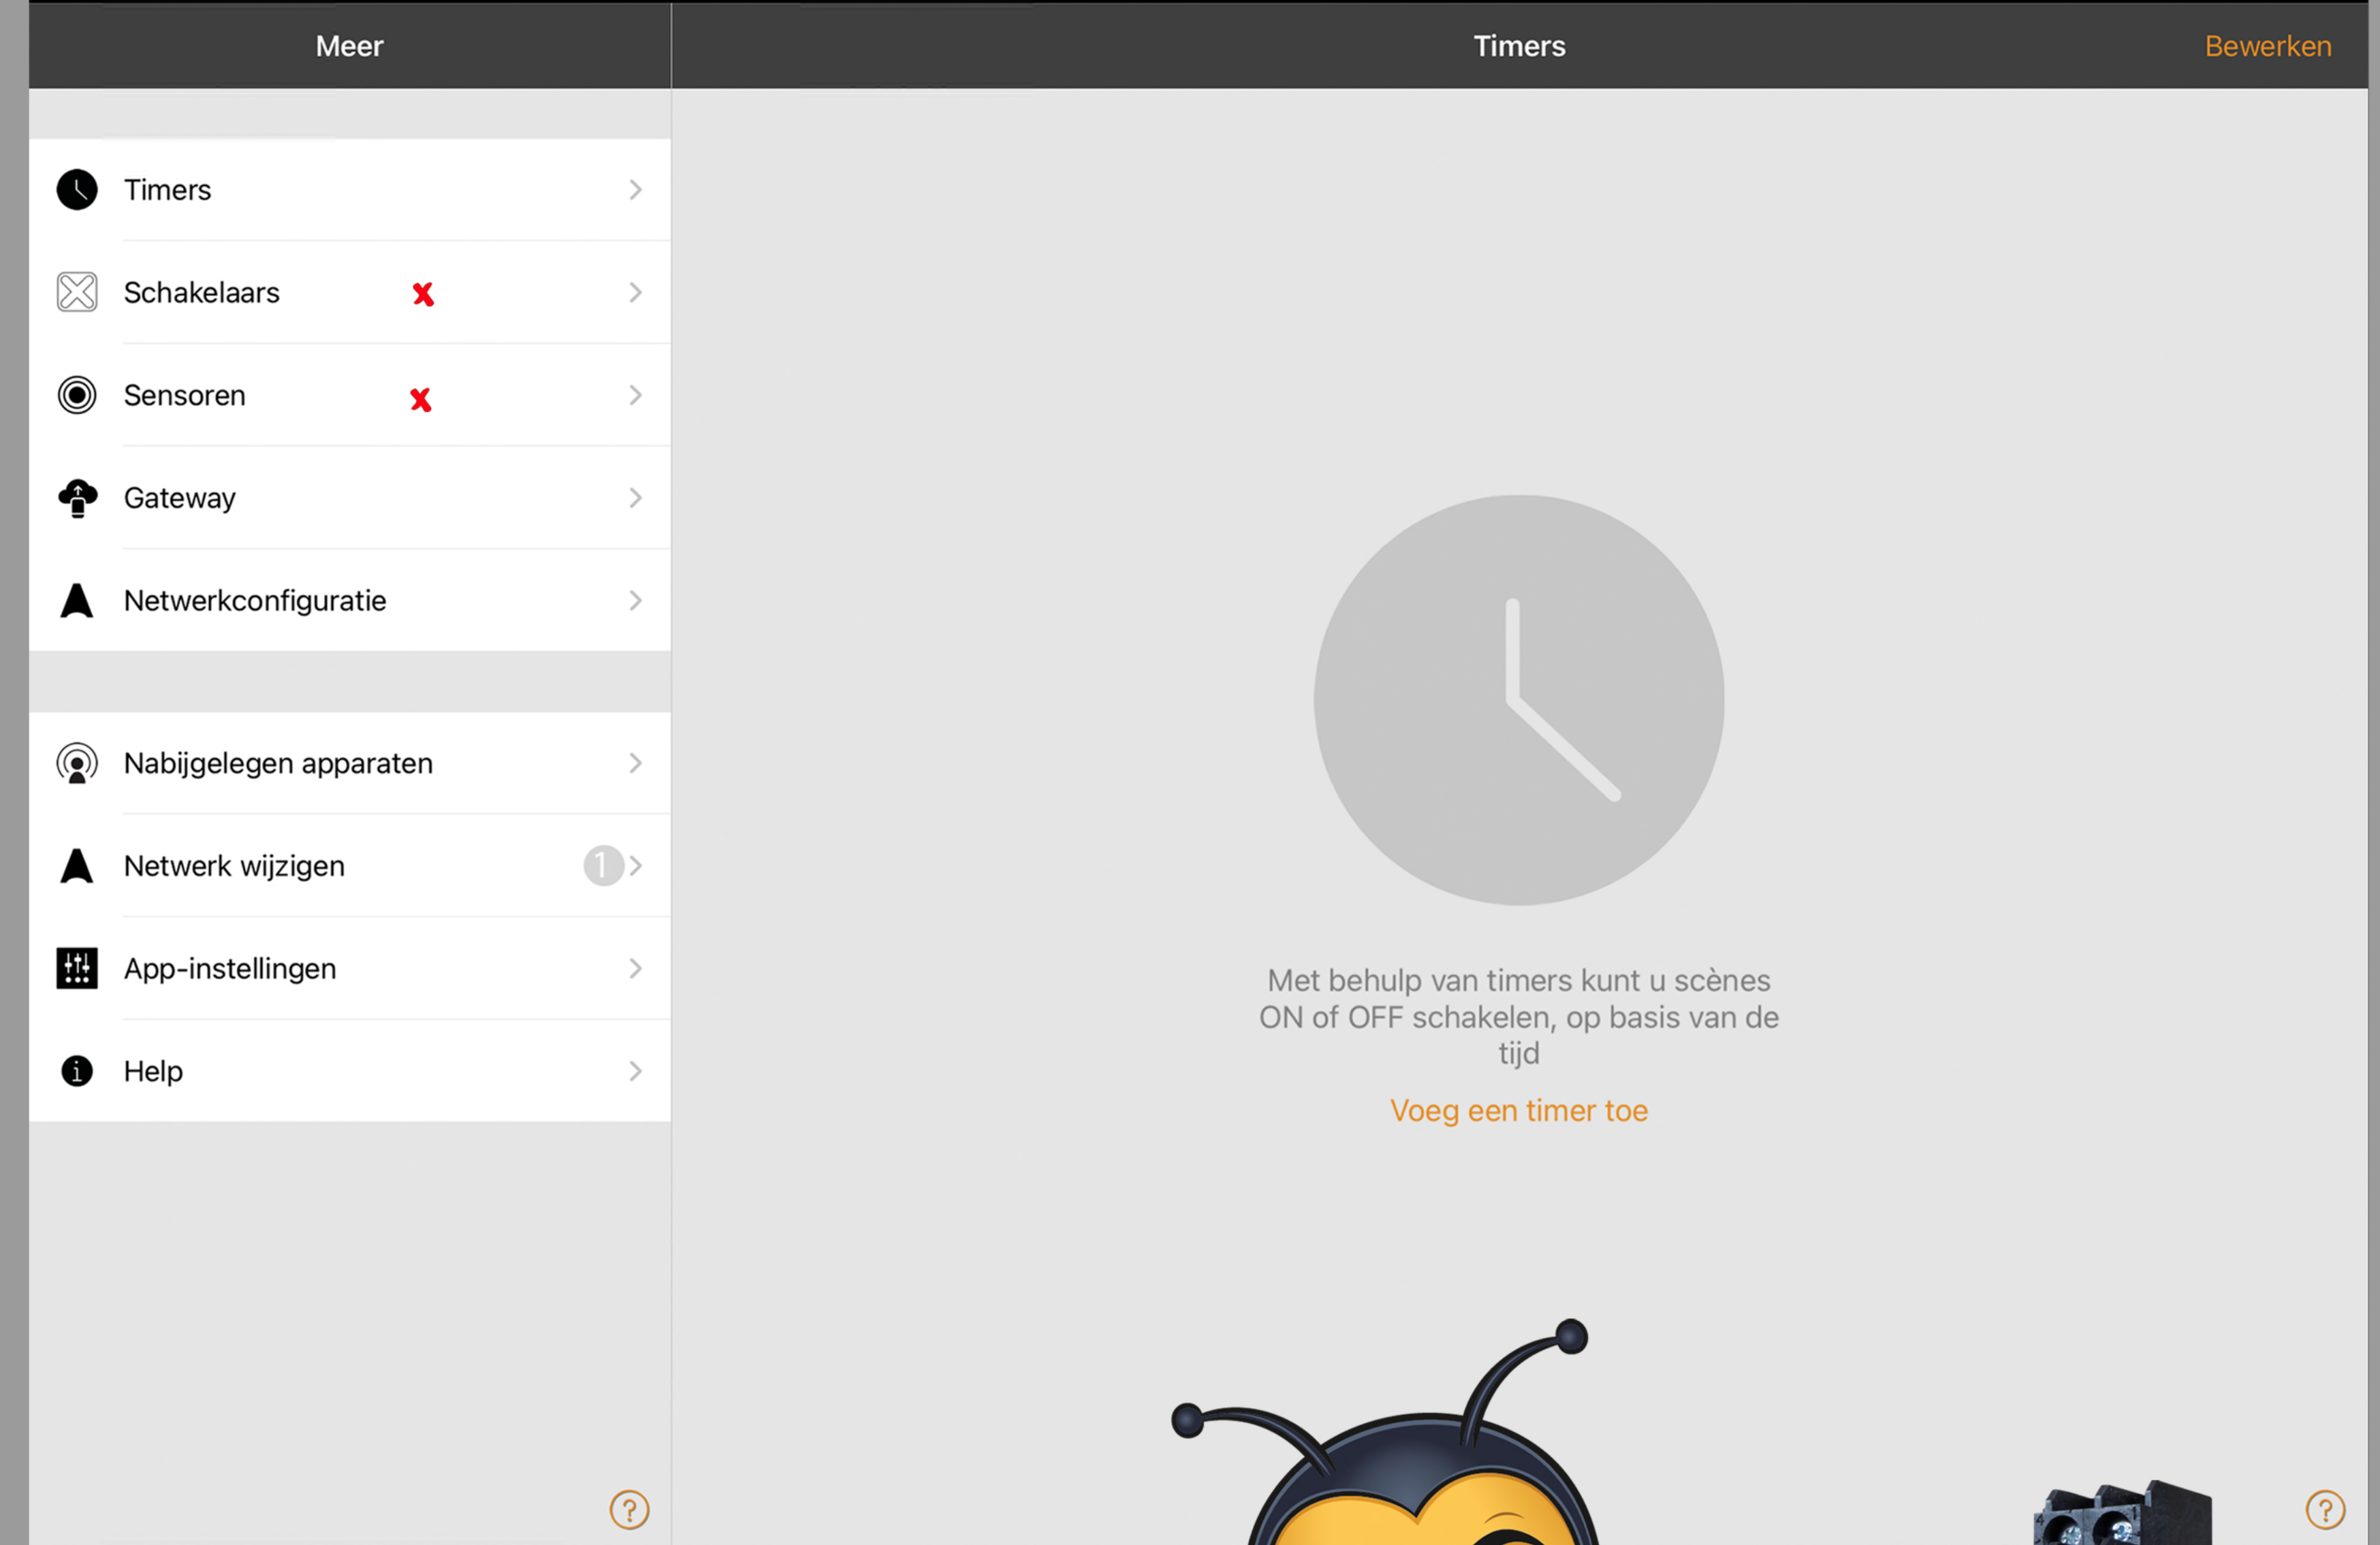 Meer
Timers
Bewerken
Timers
Schakelaars
Sensoren
Gateway
Netwerkconfiguratie
Nabijgelegen apparaten
Netwerk wijzigen
1
App-instellingen
Help
Met behulp van timers kunt u scènes
ON of OFF schakelen, op basis van de
tijd
Voeg een timer toe
?
?